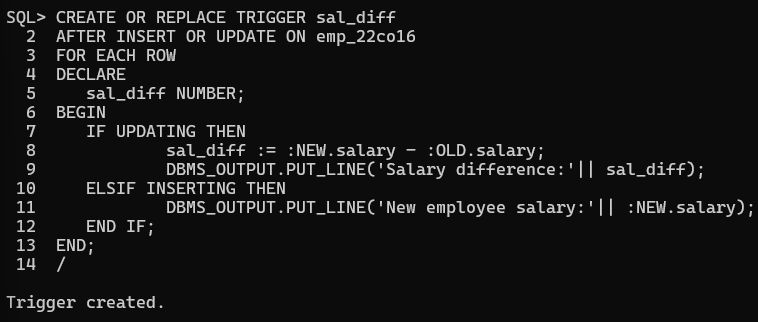 SQL> CREATE OR REPLACE TRIGGER sal_diff
  2  AFTER INSERT OR UPDATE ON emp_22co16
  3  FOR EACH ROW
  4  DECLARE
  5     sal_diff NUMBER;
  6  BEGIN
  7     IF UPDATING THEN
  8             sal_diff := :NEW.salary - :OLD.salary;
  9             DBMS_OUTPUT.PUT_LINE('Salary difference:'|| sal_diff);
 10     ELSIF INSERTING THEN
 11             DBMS_OUTPUT.PUT_LINE('New employee salary:'|| :NEW.salary);
 12     END IF;
 13  END;
 14  /

Trigger created.